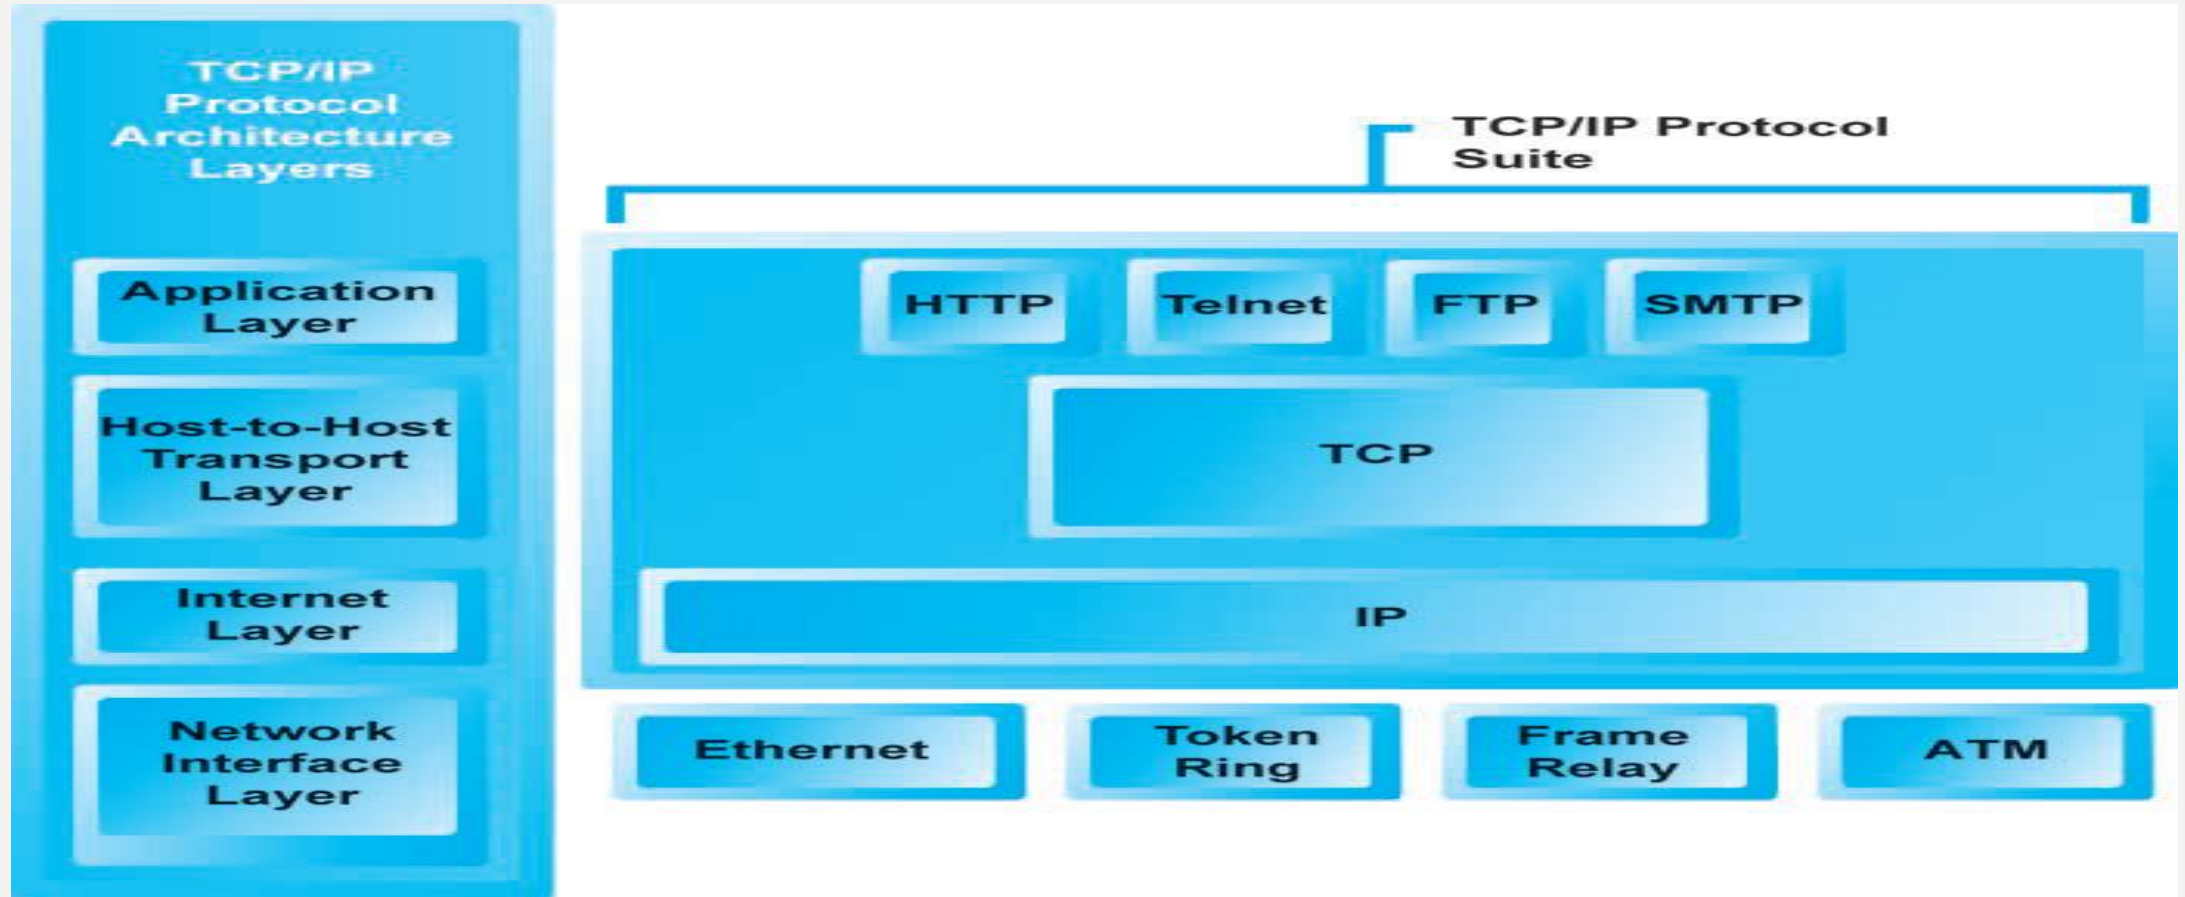 TCP/IP
Protocol
Architecture
Layers
TCP/IP Protocol
Suite
Application
Layer
HTTP
Telnet
FTP
SMTP
Host-to-Host
Transport
Layer
TCP
Internet
Layer
IP
Network
Interface
Layer
Ethernet
Token
Ring
Frame
Relay
ATM